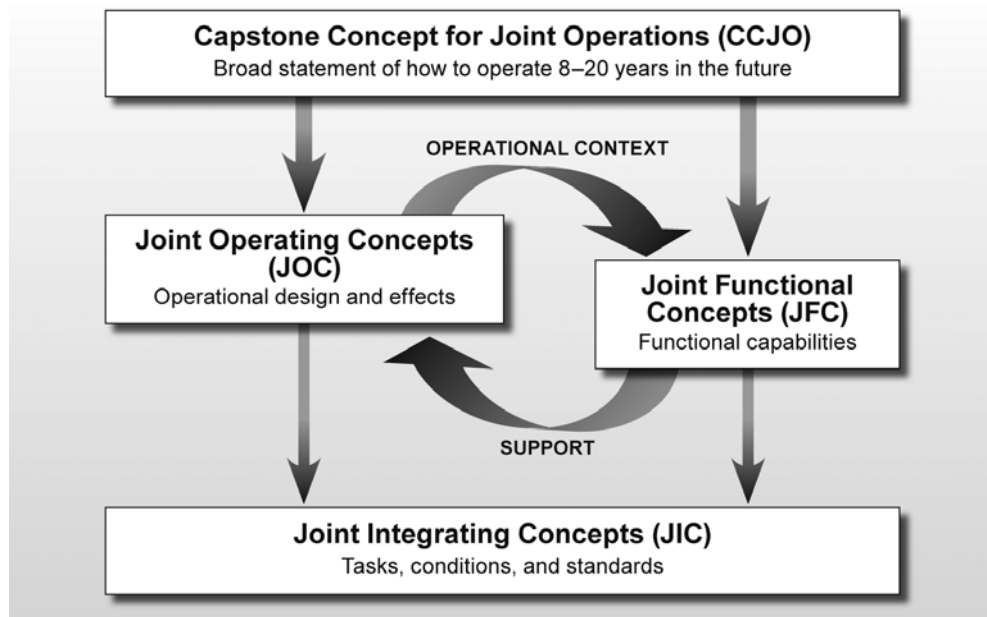 Capstone Concept for Joint Operations (CCJO)
Broad statement of how to operate 8–20 years in the future
OPERATIONAL CONTEXT
Joint Operating Concepts
(JOC)
Operational design and effects
Joint Functional
Concepts (JFC)
Functional capabilities
SUPPORT
Joint Integrating Concepts (JIC)
Tasks, conditions, and standards